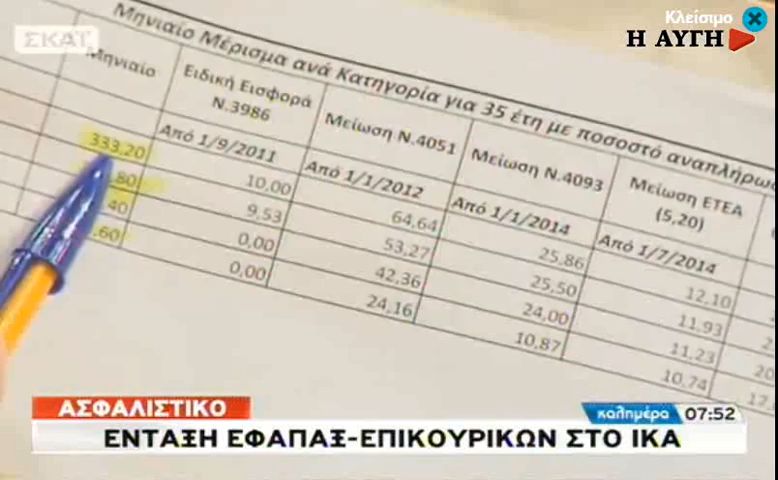 Κλείσιμο
Η ΑΥΓΗ
ΣΚΑΪ
Μηνιαίο Μέρισμα ανά Κατηγορία για 35 έτη με ποσοστό
Μηνιαίο
Ειδική Εισφορά
Ν.3986
Μείωση Ν.4051
Μείωση Ν.4093
Μείωση ΕΤΕΑ
(5,20)
Από 1/9/2011
Από 1/1/2012
Από 1/1/2014
Από 1/7/2014
333,20
10,00
64,64
25,86
12,10
80
9,53
53,27
25,50
11,93
40
0,00
42,36
24,00
11,23
60
0,00
24,16
10,87
10,74
ΑΣΦΑΛΙΣΤΙΚΟ
καλημέρα
07:52
ΕΝΤΑΞΗ ΕΦΑΠΑΞ-ΕΠΙΚΟΥΡΙΚΩΝ ΣΤΟ ΙΚΑ